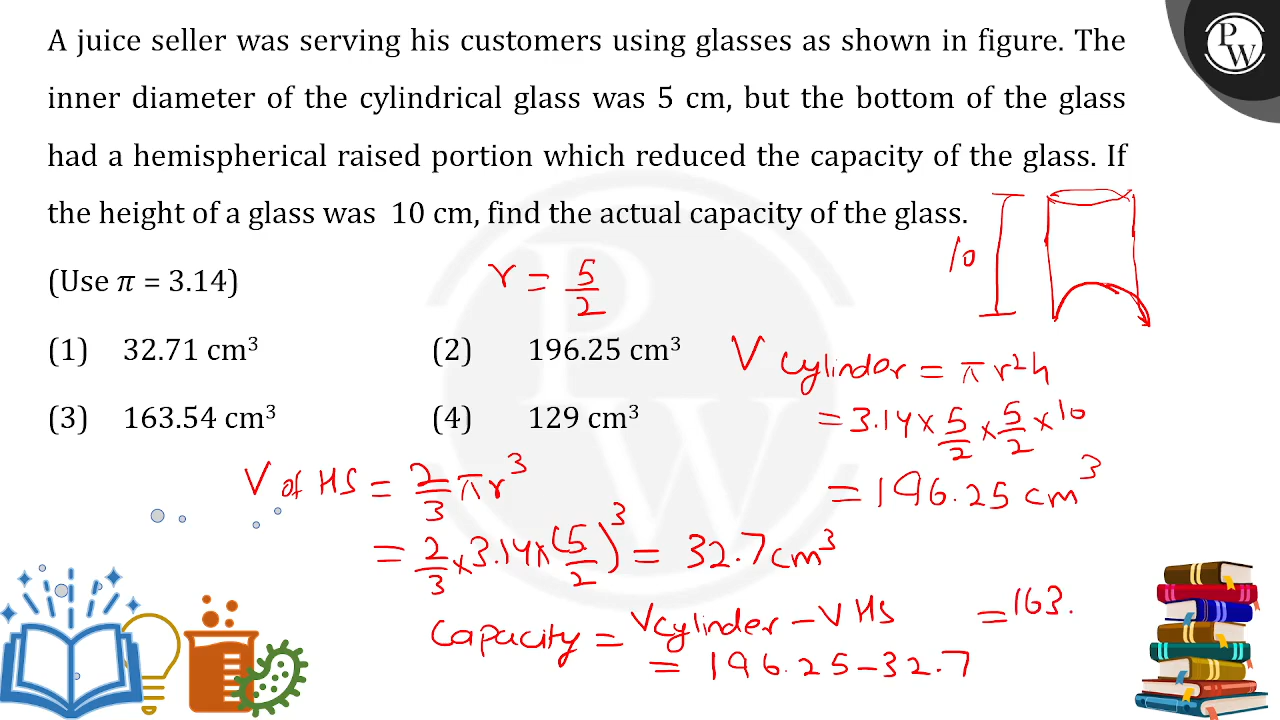 A juice seller was serving his customers using glasses as shown in figure. The
inner diameter of the cylindrical glass was 5 cm, but the bottom of the glass
had a hemispherical raised portion which reduced the capacity of the glass. If
the height of a glass was 10 cm, find the actual capacity of the glass.
10
(Use π = 3.14)
r = 5/2
(1) 32.71 cm³ (2) 196.25 cm³
V cylinder = πr²h
(3) 163.54 cm³ (4) 129 cm³
= 3.14 × 5/2 × 5/2 × 10
= 196.25 cm³
V of HS = 2/3 πr³
= 2/3 × 3.14 × (5/2)³ = 32.7 cm³
Capacity = Vcylinder – V HS
= 196.25 – 32.7
= 163.
PW
PW